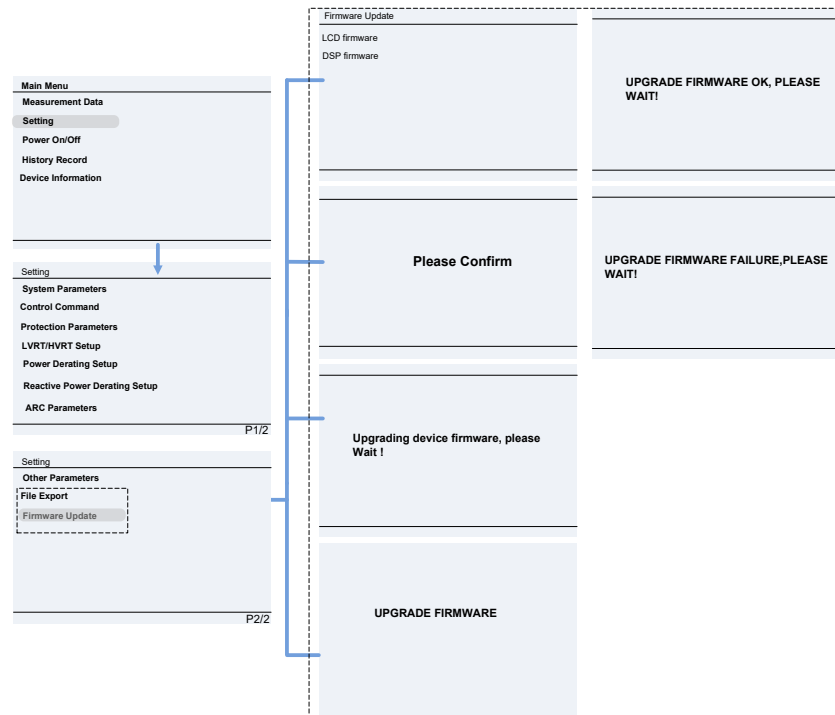 Main Menu
Measurement Data
Setting
Power On/Off
History Record
Device Information
Setting
System Parameters
Control Command
Protection Parameters
LVRT/HVRT Setup
Power Derating Setup
Reactive Power Derating Setup
ARC Parameters
P1/2
Setting
Other Parameters
File Export
Firmware Update
P2/2
Firmware Update
LCD firmware
DSP firmware
Please Confirm
Upgrading device firmware, please
Wait !
UPGRADE FIRMWARE
UPGRADE FIRMWARE OK, PLEASE
WAIT!
UPGRADE FIRMWARE FAILURE,PLEASE
WAIT!